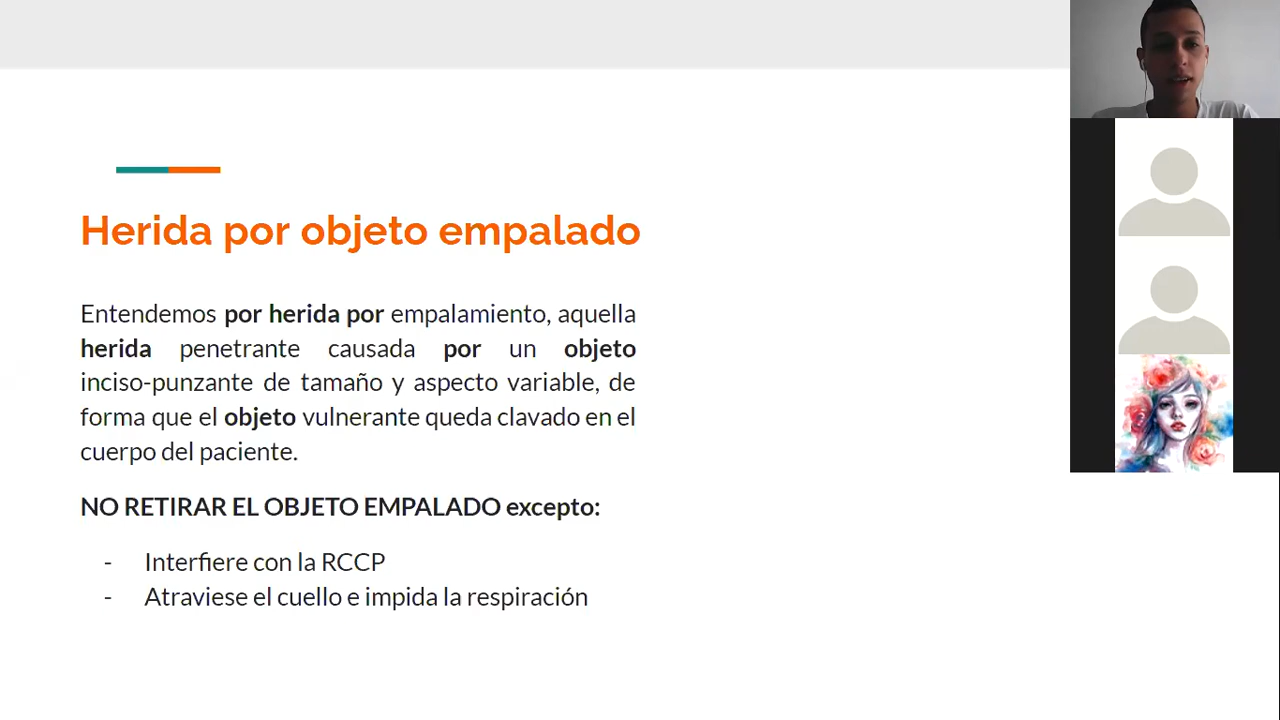 Herida por objeto empalado
Entendemos por herida por empalamiento, aquella
herida penetrante causada por un objeto
inciso-punzante de tamaño y aspecto variable, de
forma que el objeto vulnerante queda clavado en el
cuerpo del paciente.
NO RETIRAR EL OBJETO EMPALADO excepto:
- Interfiere con la RCCP
- Atraviese el cuello e impida la respiración